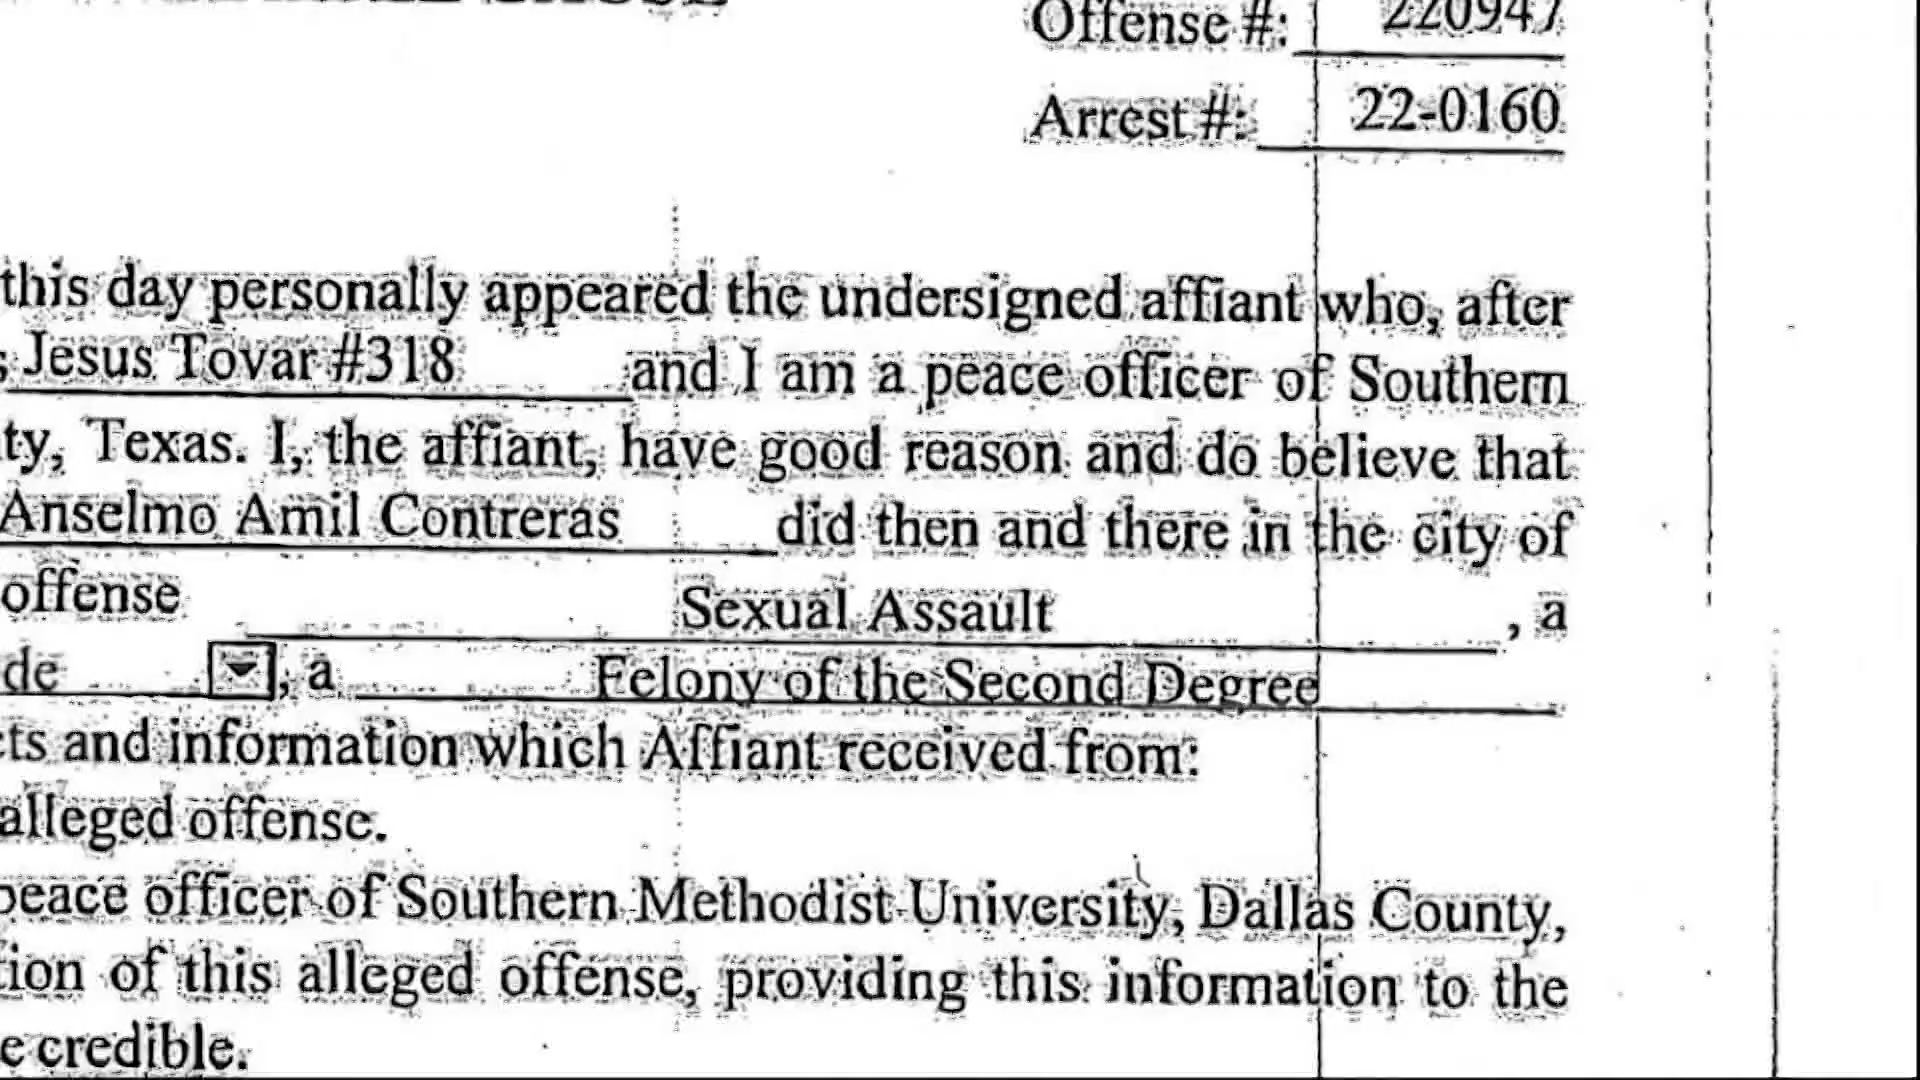 Offense #: 220947
Arrest #: 22-0160
this day personally appeared the undersigned affiant who, after
Jesus Tovar #318 and I am a peace officer of Southern
ty, Texas. I, the affiant, have good reason and do believe that
Anselmo Amil Contreras did then and there in the city of
offense Sexual Assault , a
de , a Felony of the Second Degree
cts and information which Affiant received from:
alleged offense.
peace officer of Southern Methodist University, Dallas County,
tion of this alleged offense, providing this information to the
e credible.